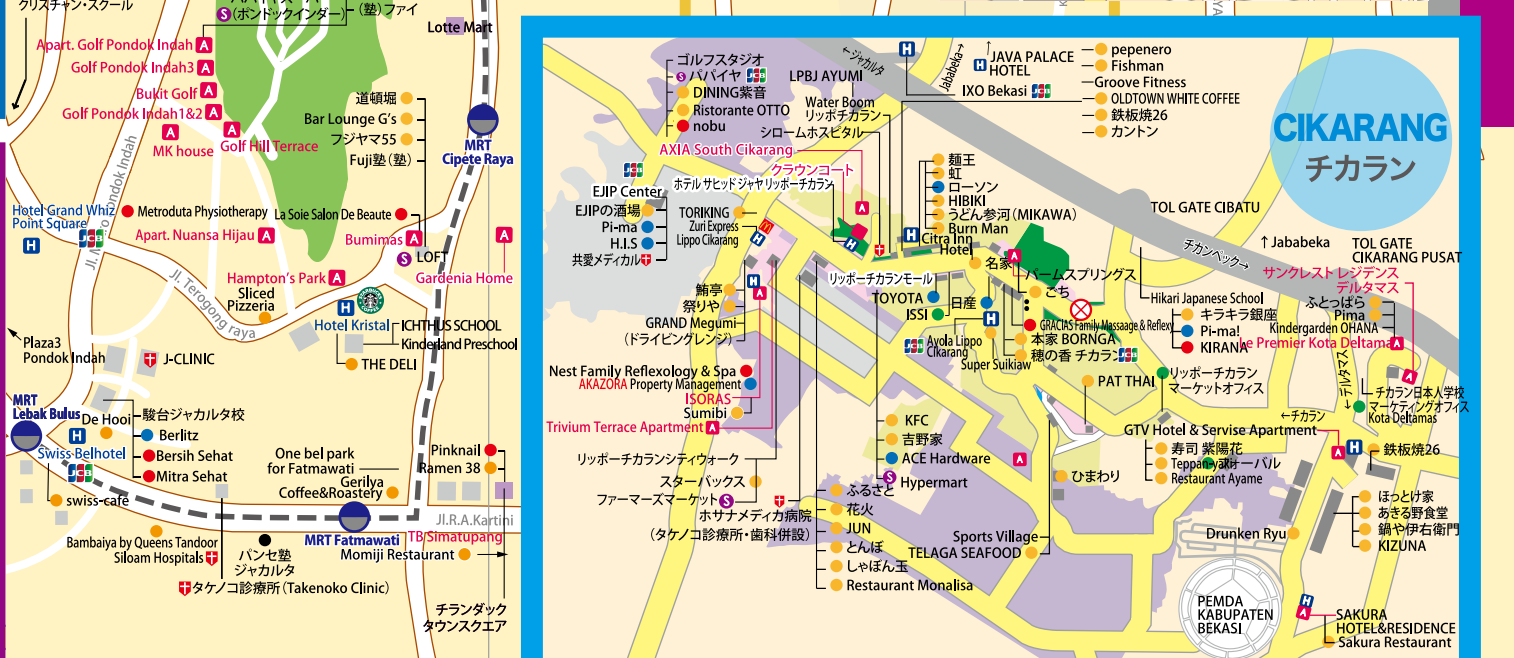 クリスチャン・スクール
Apart. Golf Pondok Indah
Golf Pondok Indah3
Bukit Golf
Golf Pondok Indah1&2
MK house
Golf Hill Terrace
(ポンドックインダー)
(塾)ファイ
Lotte Mart
道頓堀
Bar Lounge G's
フジヤマ55
Fuji塾(塾)
MRT
Cipete Raya
Hotel Grand Whiz
Point Square
JCB
Metroduta Physiotherapy
La Soie Salon De Beaute
Apart. Nuansa Hijau
Bumimas
LOFT
Gardenia Home
Jl. Terogong raya
Hampton's Park
Sliced
Pizzeria
Hotel Kristal
ICHTHUS SCHOOL
Kinderland Preschool
THE DELI
Plaza3
Pondok Indah
J-CLINIC
MRT
Lebak Bulus
De Hooi
駿台ジャカルタ校
Berlitz
Bersih Sehat
Mitra Sehat
Swiss Belhotel
JCB
swiss-café
One bel park
for Fatmawati
Gerilya
Coffee&Roastery
Pinknail
Ramen 38
Jl.R.A.Kartini
TB Simatupang
MRT Fatmawati
Momiji Restaurant
Bambaiya by Queens Tandoor
Siloam Hospitals
パンセ塾
ジャカルタ
タケノコ診療所(Takenoko Clinic)
チランダック
タウンスクエア
CIKARANG
チカラン
ゴルフスタジオ
パパイヤ
JCB
DINING紫音
Ristorante OTTO
nobu
LPBJ AYUMI
Water Boom
リッポーチカラン
シロームホスピタル
AXIA South Cikarang
クラウンコート
ホテル サヒッド ジャヤ リッポーチカラン
←ジャカルタ
Jababeka→
JAVA PALACE
HOTEL
IXO Bekasi
JCB
pepenero
Fishman
Groove Fitness
OLDTOWN WHITE COFFEE
鉄板焼26
カントン
JCB
EJIP Center
EJIPの酒場
Pi-ma
H.I.S
共愛メディカル
TORIKING
Zuri Express
Lippo Cikarang
麺王
虹
ローソン
HIBIKI
うどん参河(MIKAWA)
Burn Man
Citra Inn
Hotel
名家
パームスプリングス
ごち
TOL GATE CIBATU
チカンペック→
↑Jababeka
TOL GATE
CIKARANG PUSAT
サンクレスト レジデンス
デルタマス
ふとっぱら
Pima
Kindergarden OHANA
Le Premier Kota Deltamas
リッポーチカランモール
TOYOTA
ISSI
日産
JCB
Ayola Lippo
Cikarang
Super Suikiaw
GRACIAS Family Massaage & Reflexy
本家 BORNGA
穂の香 チカラン
JCB
Hikari Japanese School
キラキラ銀座
Pi-ma!
KIRANA
鮪亭
祭りや
GRAND Megumi
(ドライビングレンジ)
Nest Family Reflexology & Spa
AKAZORA Property Management
ISORAS
Sumibi
Trivium Terrace Apartment
PAT THAI
リッポーチカラン
マーケットオフィス
←デルタマス
チカラン日本人学校
マーケティングオフィス
Kota Deltamas
←チカラン
GTV Hotel & Servise Apartment
寿司 紫陽花
Restaurant Ayame
鉄板焼26
KFC
吉野家
ACE Hardware
Hypermart
リッポーチカランシティウォーク
スターバックス
ファーマーズマーケット
ホサナメディカ病院
(タケノコ診療所・歯科併設)
ふるさと
花火
JUN
とんぼ
しゃぼん玉
Restaurant Monalisa
ひまわり
Sports Village
TELAGA SEAFOOD
Drunken Ryu
ほっとけ家
あきる野食堂
鍋や伊右衛門
KIZUNA
PEMDA
KABUPATEN
BEKASI
SAKURA
HOTEL&RESIDENCE
Sakura Restaurant